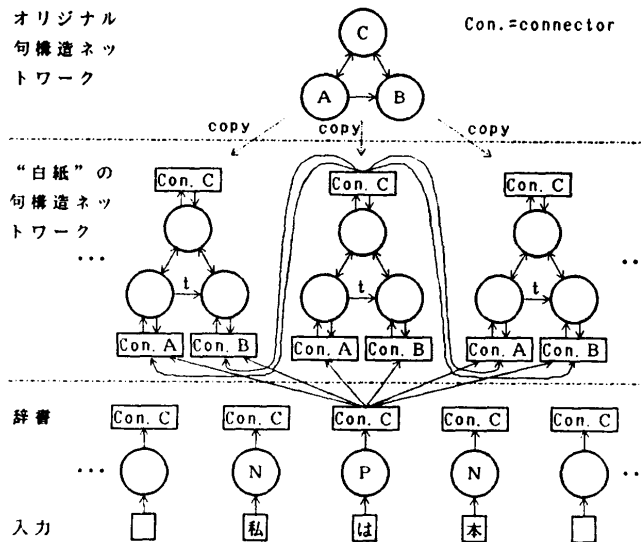 オリジナル
句構造ネッ
トワーク
Con.=connector
C
A
B
copy
copy
copy
“白紙”の
句構造ネッ
トワーク
Con. C
Con. C
Con. C
t
t
t
...
...
Con. A
Con. B
Con. A
Con. B
Con. A
Con. B
辞書
Con. C
Con. C
Con. C
Con. C
Con. C
...
N
P
N
...
入力
私
は
本